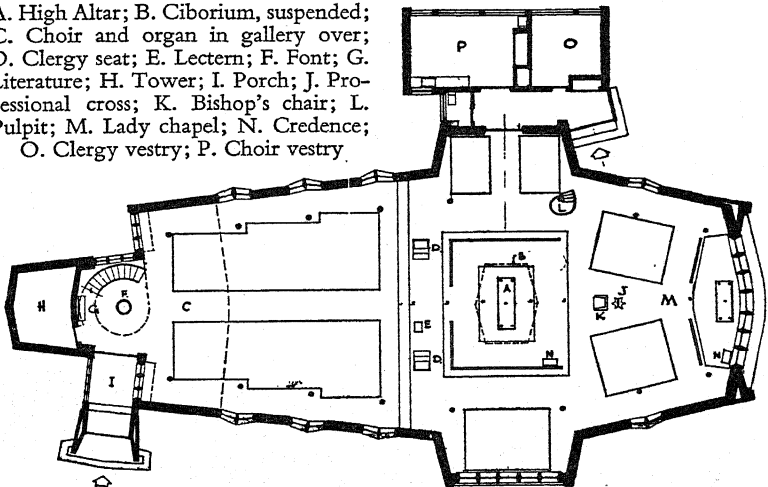 A. High Altar; B. Ciborium, suspended;
C. Choir and organ in gallery over;
D. Clergy seat; E. Lectern; F. Font; G.
Literature; H. Tower; I. Porch; J. Pro-
essional cross; K. Bishop's chair; L.
Pulpit; M. Lady chapel; N. Credence;
O. Clergy vestry; P. Choir vestry
P
O
L
D
B
A
J
K
M
H
G
F
C
E
D
N
N
I